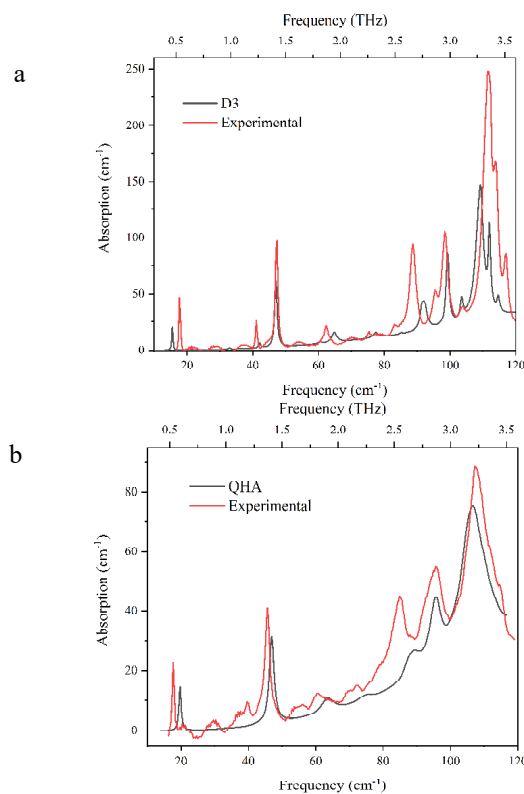 Frequency (THz)
0.5 1.0 1.5 2.0 2.5 3.0 3.5
a
250
200
150
100
50
0
Absorption (cm⁻¹)
D3
Experimental
20 40 60 80 100 120
Frequency (cm⁻¹)
Frequency (THz)
0.5 1.0 1.5 2.0 2.5 3.0 3.5
b
80
60
40
20
0
Absorption (cm⁻¹)
QHA
Experimental
20 40 60 80 100 120
Frequency (cm⁻¹)